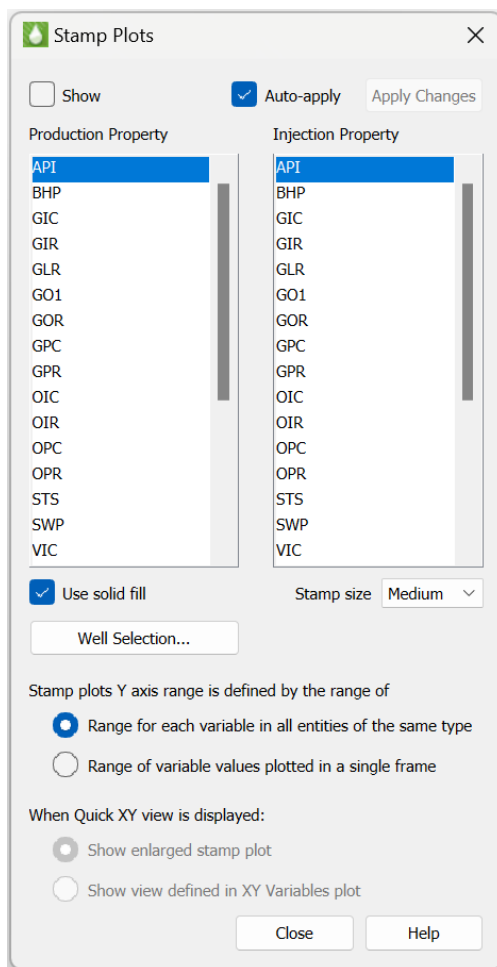 Stamp Plots
Show Auto-apply Apply Changes
Production Property Injection Property
API API
BHP BHP
GIC GIC
GIR GIR
GLR GLR
GO1 GO1
GOR GOR
GPC GPC
GPR GPR
OIC OIC
OIR OIR
OPC OPC
OPR OPR
STS STS
SWP SWP
VIC VIC
Use solid fill Stamp size Medium
Well Selection...
Stamp plots Y axis range is defined by the range of
Range for each variable in all entities of the same type
Range of variable values plotted in a single frame
When Quick XY view is displayed:
Show enlarged stamp plot
Show view defined in XY Variables plot
Close Help